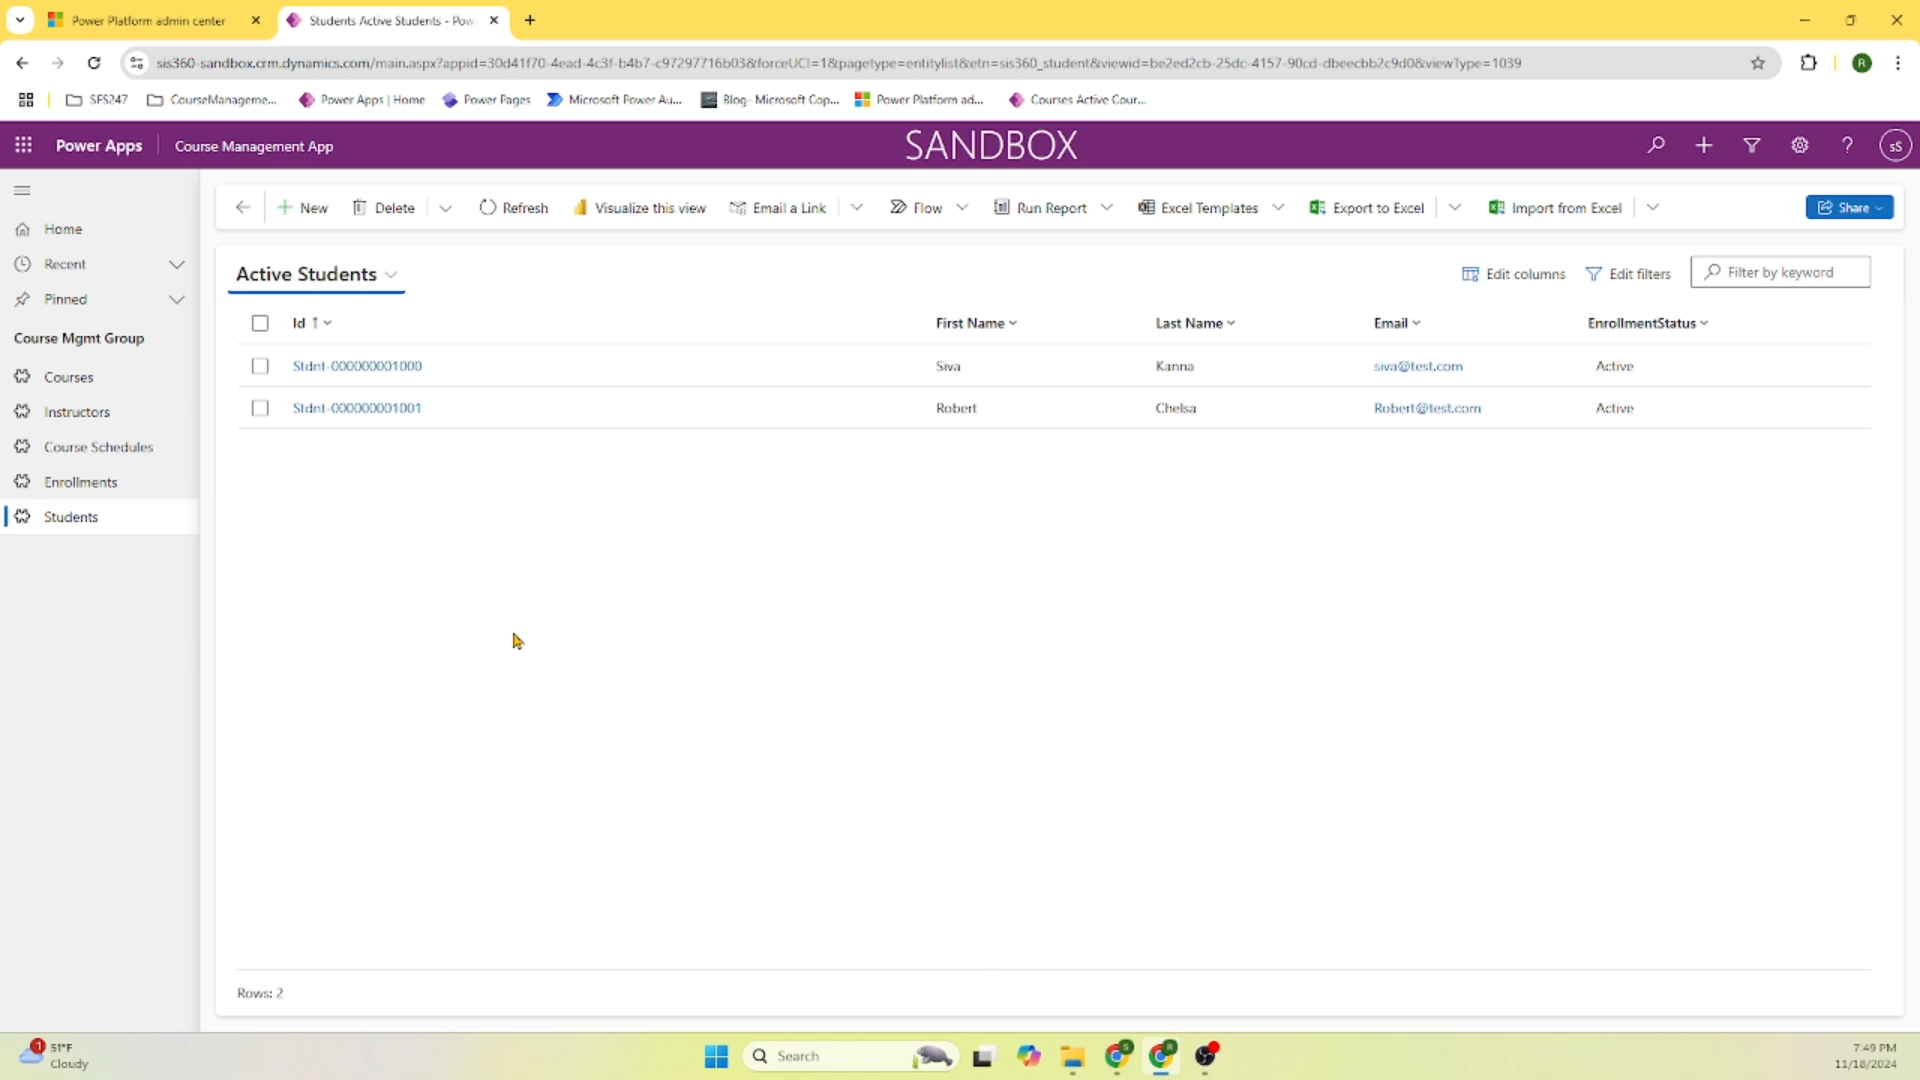 Power Platform admin center
Students Active Students - Pow
sis360-sandbox.crm.dynamics.com/main.aspx?appid=30d41f70-4ead-4c3f-b4b7-c97297716b03&forceUCI=1&pagetype=entitylist&etn=sis360_student&viewid=be2ed2cb-25dc-4157-90cd-dbeecbb2c9d0&viewType=1039
R
SFS247
CourseManageme...
Power Apps | Home
Power Pages
Microsoft Power Au...
Blog- Microsoft Cop...
Power Platform ad...
Courses Active Cour...
Power Apps
Course Management App
SANDBOX
sS
New
Delete
Refresh
Visualize this view
Email a Link
Flow
Run Report
Excel Templates
Export to Excel
Import from Excel
Share
Home
Recent
Pinned
Course Mgmt Group
Courses
Instructors
Course Schedules
Enrollments
Students
Active Students
Edit columns
Edit filters
Filter by keyword
Id First Name Last Name Email EnrollmentStatus
Stdnt-000000001000 Siva Kanna siva@test.com Active
Stdnt-000000001001 Robert Chelsa Robert@test.com Active
Rows: 2
1
51°F
Cloudy
Search
S
R
7:49 PM
11/18/2024